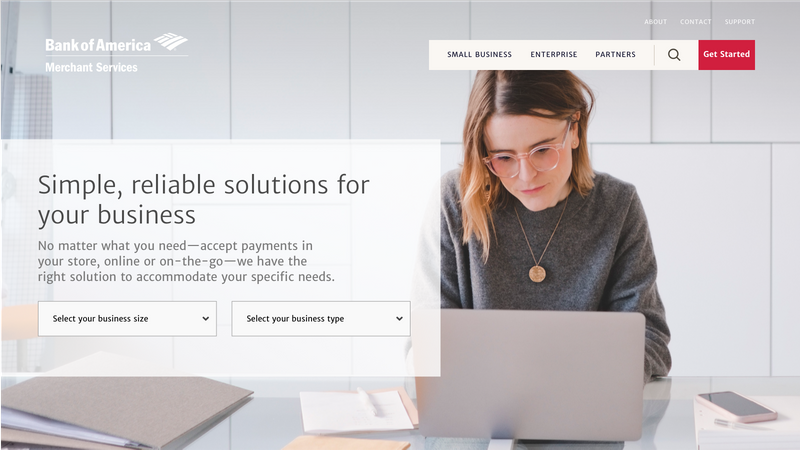 ABOUT CONTACT SUPPORT
Bank of America
Merchant Services
SMALL BUSINESS ENTERPRISE PARTNERS Get Started
Simple, reliable solutions for
your business
No matter what you need—accept payments in
your store, online or on-the-go—we have the
right solution to accommodate your specific needs.
Select your business size Select your business type